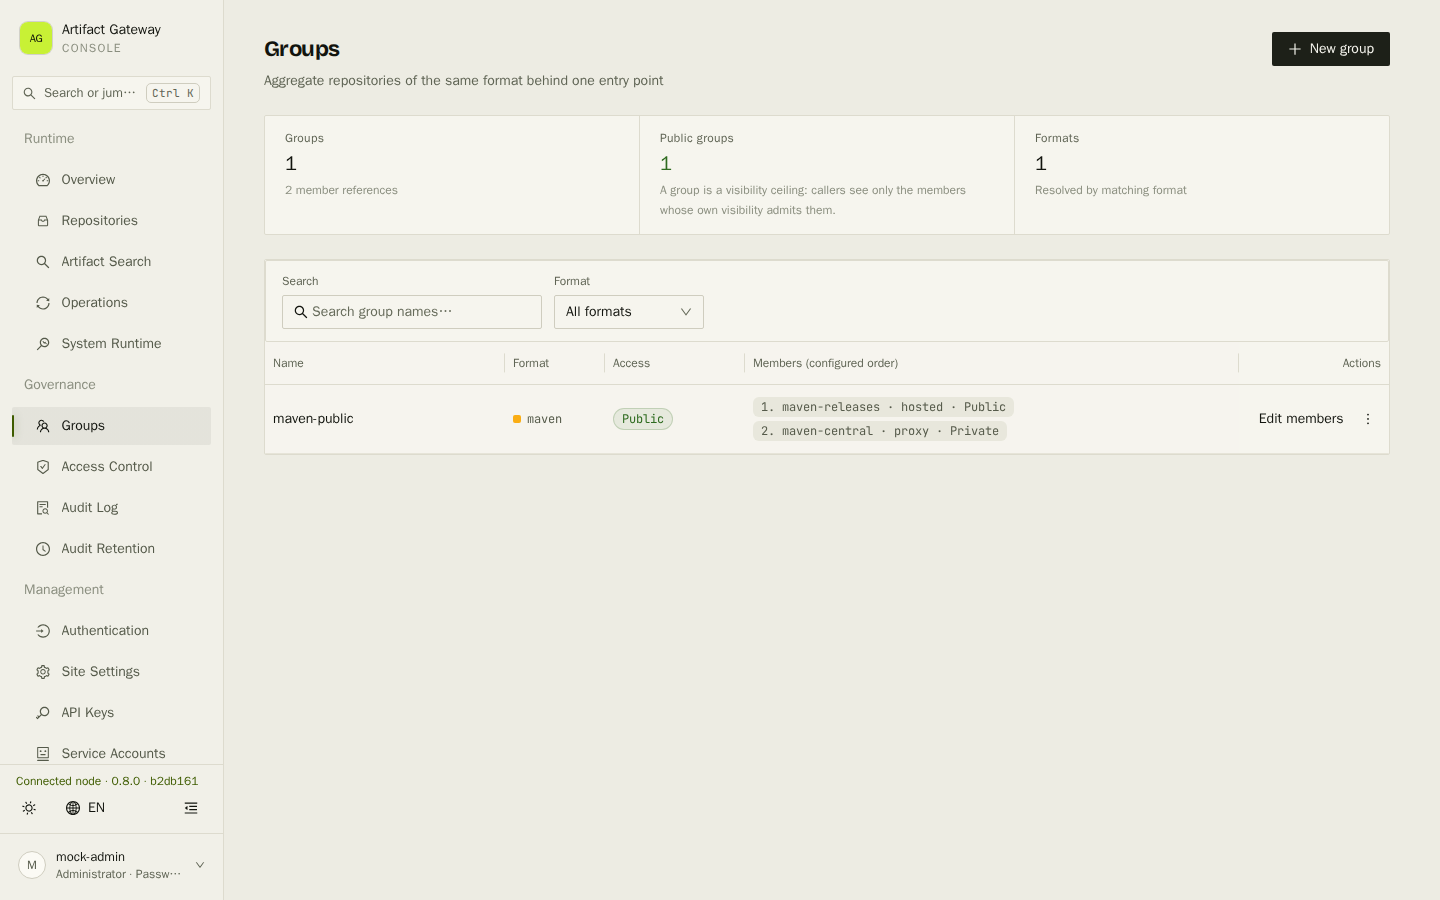 AG
Artifact Gateway
CONSOLE
Search or jum···
Ctrl K
Runtime
Overview
Repositories
Artifact Search
Operations
System Runtime
Governance
Groups
Access Control
Audit Log
Audit Retention
Management
Authentication
Site Settings
API Keys
Service Accounts
Connected node · 0.8.0 · b2db161
EN
M
mock-admin
Administrator · Passw···
Groups
Aggregate repositories of the same format behind one entry point
New group
Groups
1
2 member references
Public groups
1
A group is a visibility ceiling: callers see only the members
whose own visibility admits them.
Formats
1
Resolved by matching format
Search
Search group names···
Format
All formats
Name Format Access Members (configured order) Actions
maven-public maven Public
1. maven-releases · hosted · Public
2. maven-central · proxy · Private
Edit members